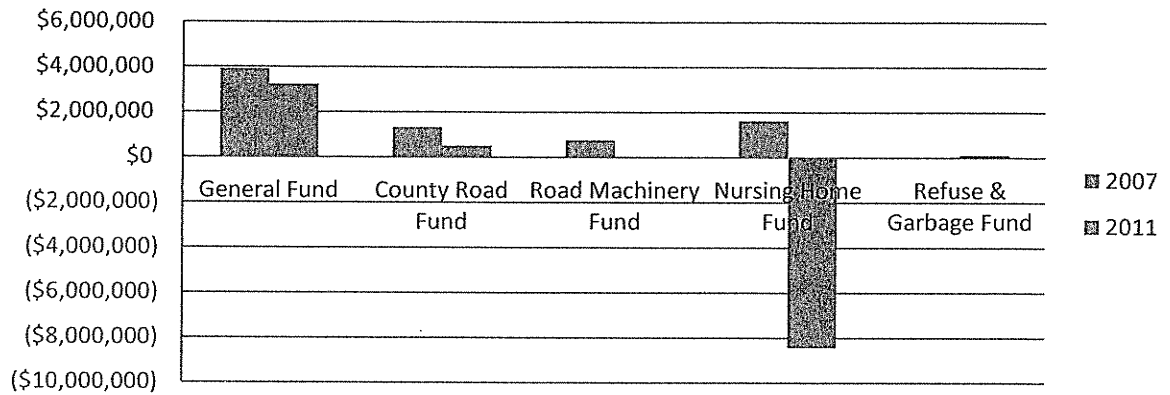 $6,000,000
$4,000,000
$2,000,000
$0
($2,000,000)
($4,000,000)
($6,000,000)
($8,000,000)
($10,000,000)
General Fund
County Road
Fund
Road Machinery
Fund
Nursing Home
Fund
Refuse &
Garbage Fund
2007
2011